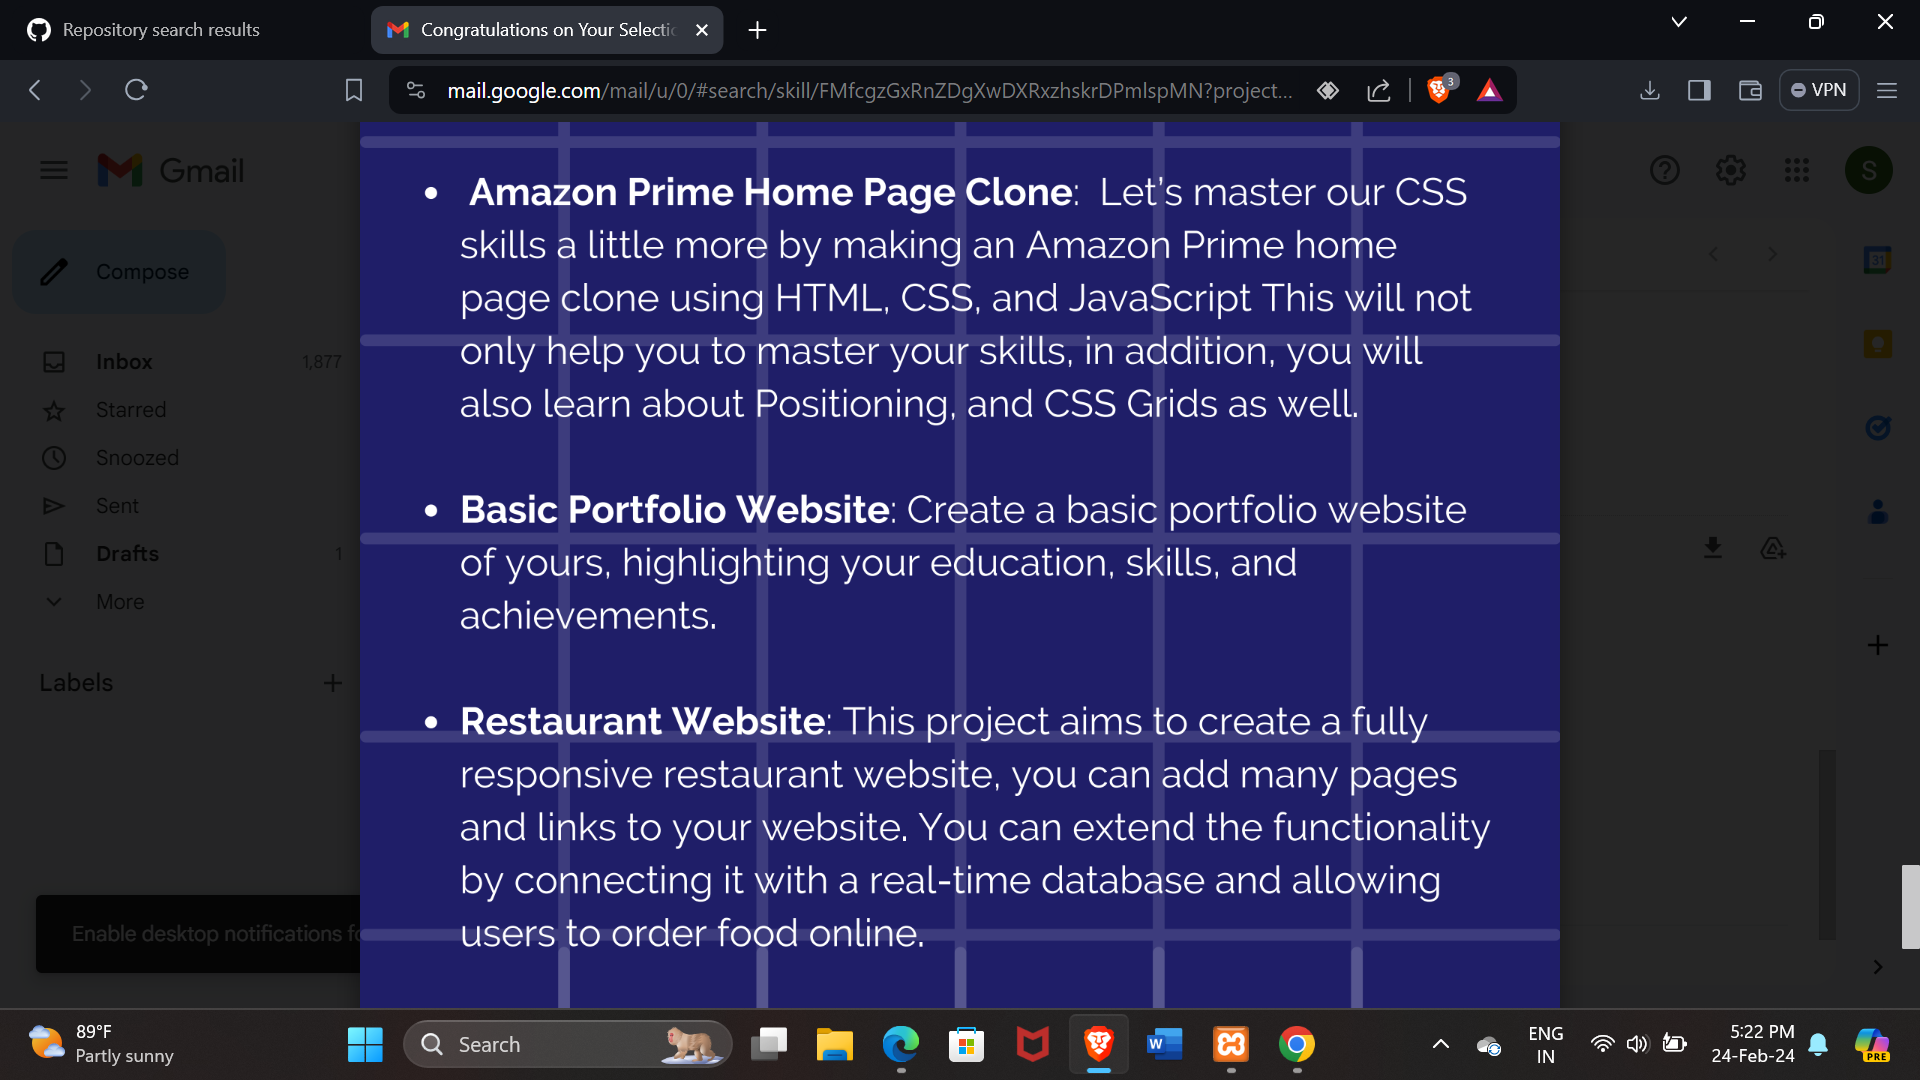 Repository search results
Congratulations on Your Selectio
mail.google.com/mail/u/0/#search/skill/FMfcgzGxRnZDgXwDXRxzhskrDPmlspMN?project...
3
VPN
Gmail
S
Compose
31
Inbox 1,877
Starred
Snoozed
Sent
Drafts 1
More
Labels
Enable desktop notifications fo
• Amazon Prime Home Page Clone: Let's master our CSS
skills a little more by making an Amazon Prime home
page clone using HTML, CSS, and JavaScript This will not
only help you to master your skills, in addition, you will
also learn about Positioning, and CSS Grids as well.
• Basic Portfolio Website: Create a basic portfolio website
of yours, highlighting your education, skills, and
achievements.
• Restaurant Website: This project aims to create a fully
responsive restaurant website, you can add many pages
and links to your website. You can extend the functionality
by connecting it with a real-time database and allowing
users to order food online.
89°F
Partly sunny
Search
W
PRE
ENG
IN
5:22 PM
24-Feb-24